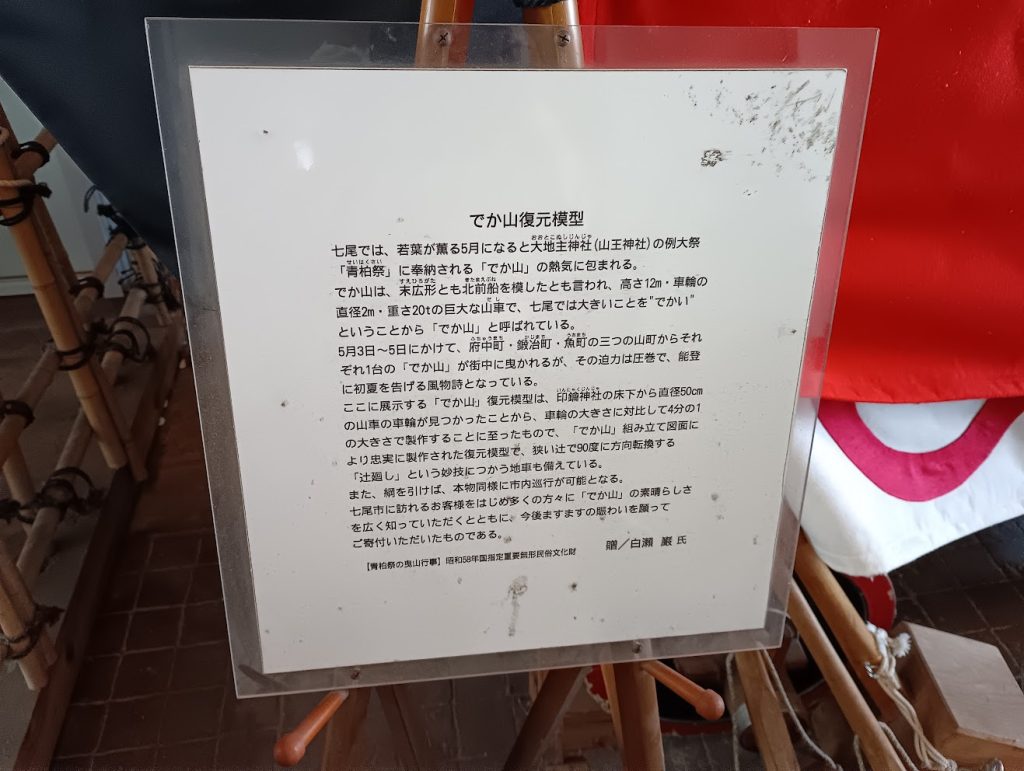 でか山復元模型
七尾では、若葉が薫る5月になると大地主神社(山王神社)の例大祭
「青柏祭」に奉納される「でか山」の熱気に包まれる。
でか山は、末広形とも北前船を模したとも言われ、高さ12m・車輪の
直径2m・重さ20tの巨大な山車で、七尾では大きいことを"でかい"
ということから「でか山」と呼ばれている。
5月3日〜5日にかけて、府中町・鍛冶町・魚町の三つの山町からそれ
ぞれ1台の「でか山」が街中に曳かれるが、その迫力は圧巻で、能登
に初夏を告げる風物詩となっている。
ここに展示する「でか山」復元模型は、印鑰神社の床下から直径50cm
の山車の車輪が見つかったことから、車輪の大きさに対比して4分の1
の大きさで製作することに至ったもので、「でか山」組み立て図面に
より忠実に製作された復元模型で、狭い辻で90度に方向転換する
「辻廻し」という妙技につかう地車も備えている。
また、綱を引けば、本物同様に市内巡行が可能となる。
七尾市に訪れるお客様をはじめ多くの方々に「でか山」の素晴らしさ
を広く知っていただくとともに、今後ますますの賑わいを願って
ご寄付いただいたものである。
贈／白瀬 巖 氏
【青柏祭の曳山行事】昭和58年国指定重要無形民俗文化財